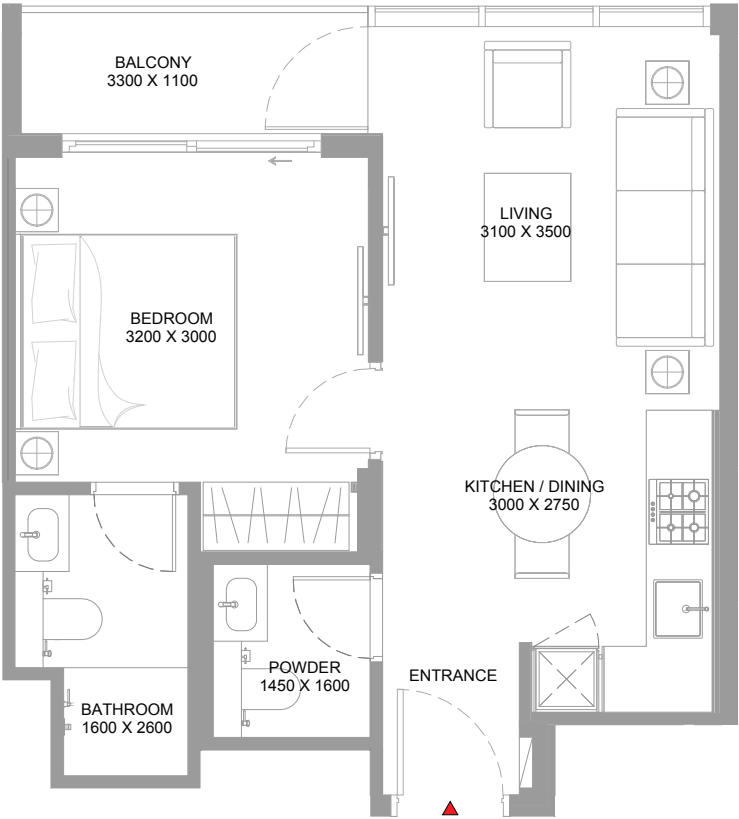 BALCONY
3300 X 1100
LIVING
3100 X 3500
BEDROOM
3200 X 3000
KITCHEN / DINING
3000 X 2750
POWDER
1450 X 1600
ENTRANCE
BATHROOM
1600 X 2600